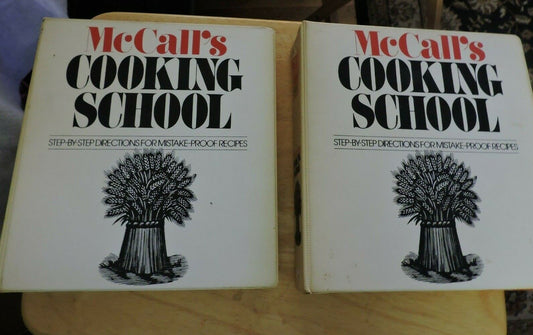 McCall's
COOKING
SCHOOL
STEP-BY-STEP DIRECTIONS FOR MISTAKE-PROOF RECIPES
McCall's
COOKING
SCHOOL
STEP-BY-STEP DIRECTIONS FOR MISTAKE-PROOF RECIPES